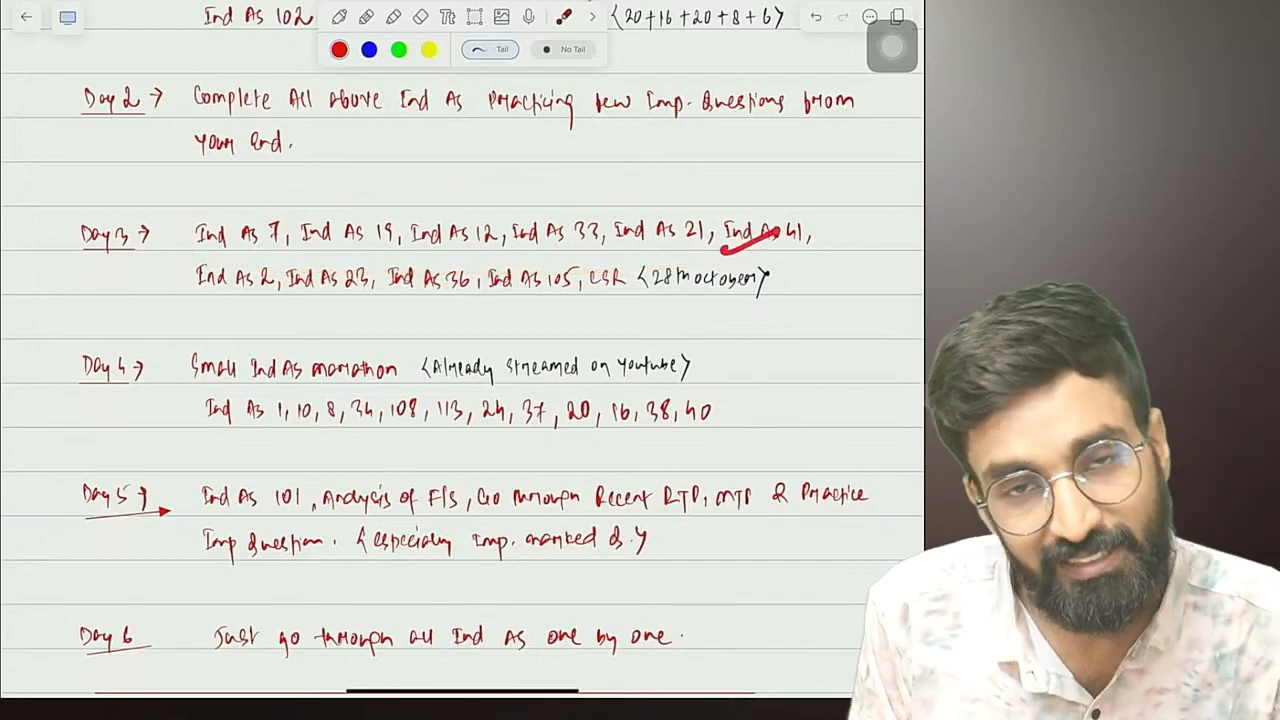 Ind As 102 <20+16+20+8+6>
Tail No Tail
Day 2 → Complete All above Ind As Practicing few Imp. Questions from
your End.
Day 3 → Ind As 7, Ind As 19, Ind As 12, Ind As 33, Ind As 21, Ind As 41,
Ind As 2, Ind As 23, Ind As 36, Ind As 105, CSR <28th october>
Day 4 → Small Ind As marathon <Already streamed on Youtube>
Ind As 1, 10, 8, 34, 108, 113, 24, 37, 20, 16, 38, 40
Day 5 → Ind As 101, Analysis of F/S, Go through Recent RTP, MTP & Practice
Imp Question. <especially Imp. marked Q.>
Day 6 Just go through all Ind As one by one.